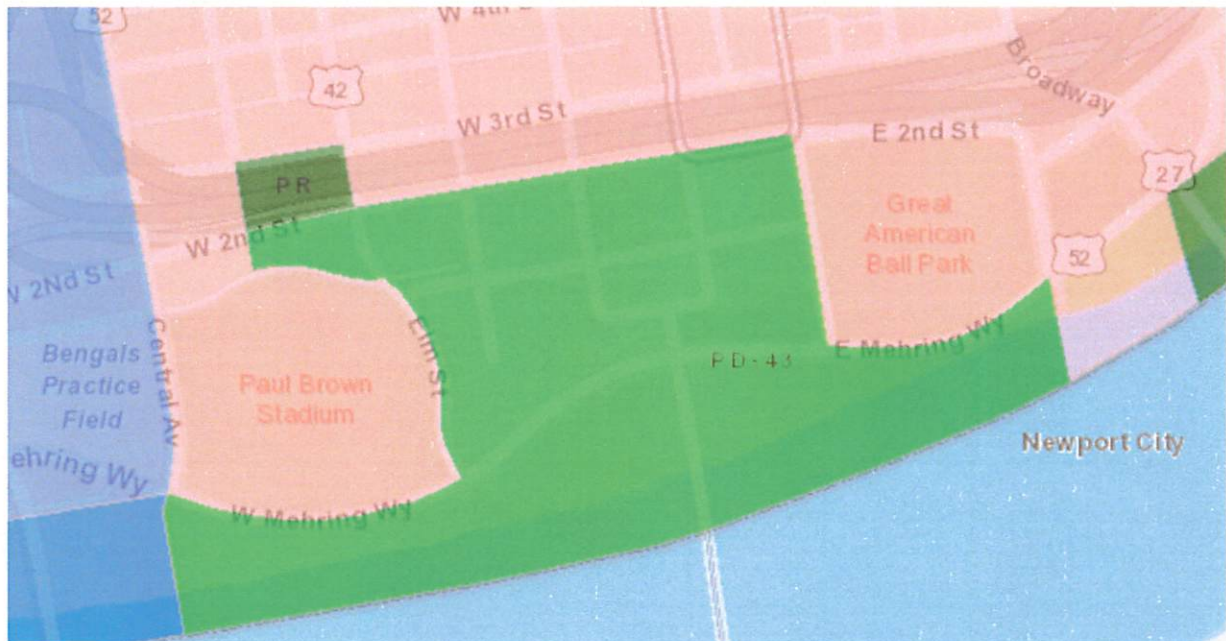 52
W 4th
42
Broadway
W 3rd St
E 2nd St
27
PR
Great
American
Ball Park
W 2nd St
52
W 2Nd St
Central Av
Elm St
Bengals
Practice
Field
E Mehring Wy
PD-43
Paul Brown
Stadium
Newport City
ehring Wy
W Mehring Wy